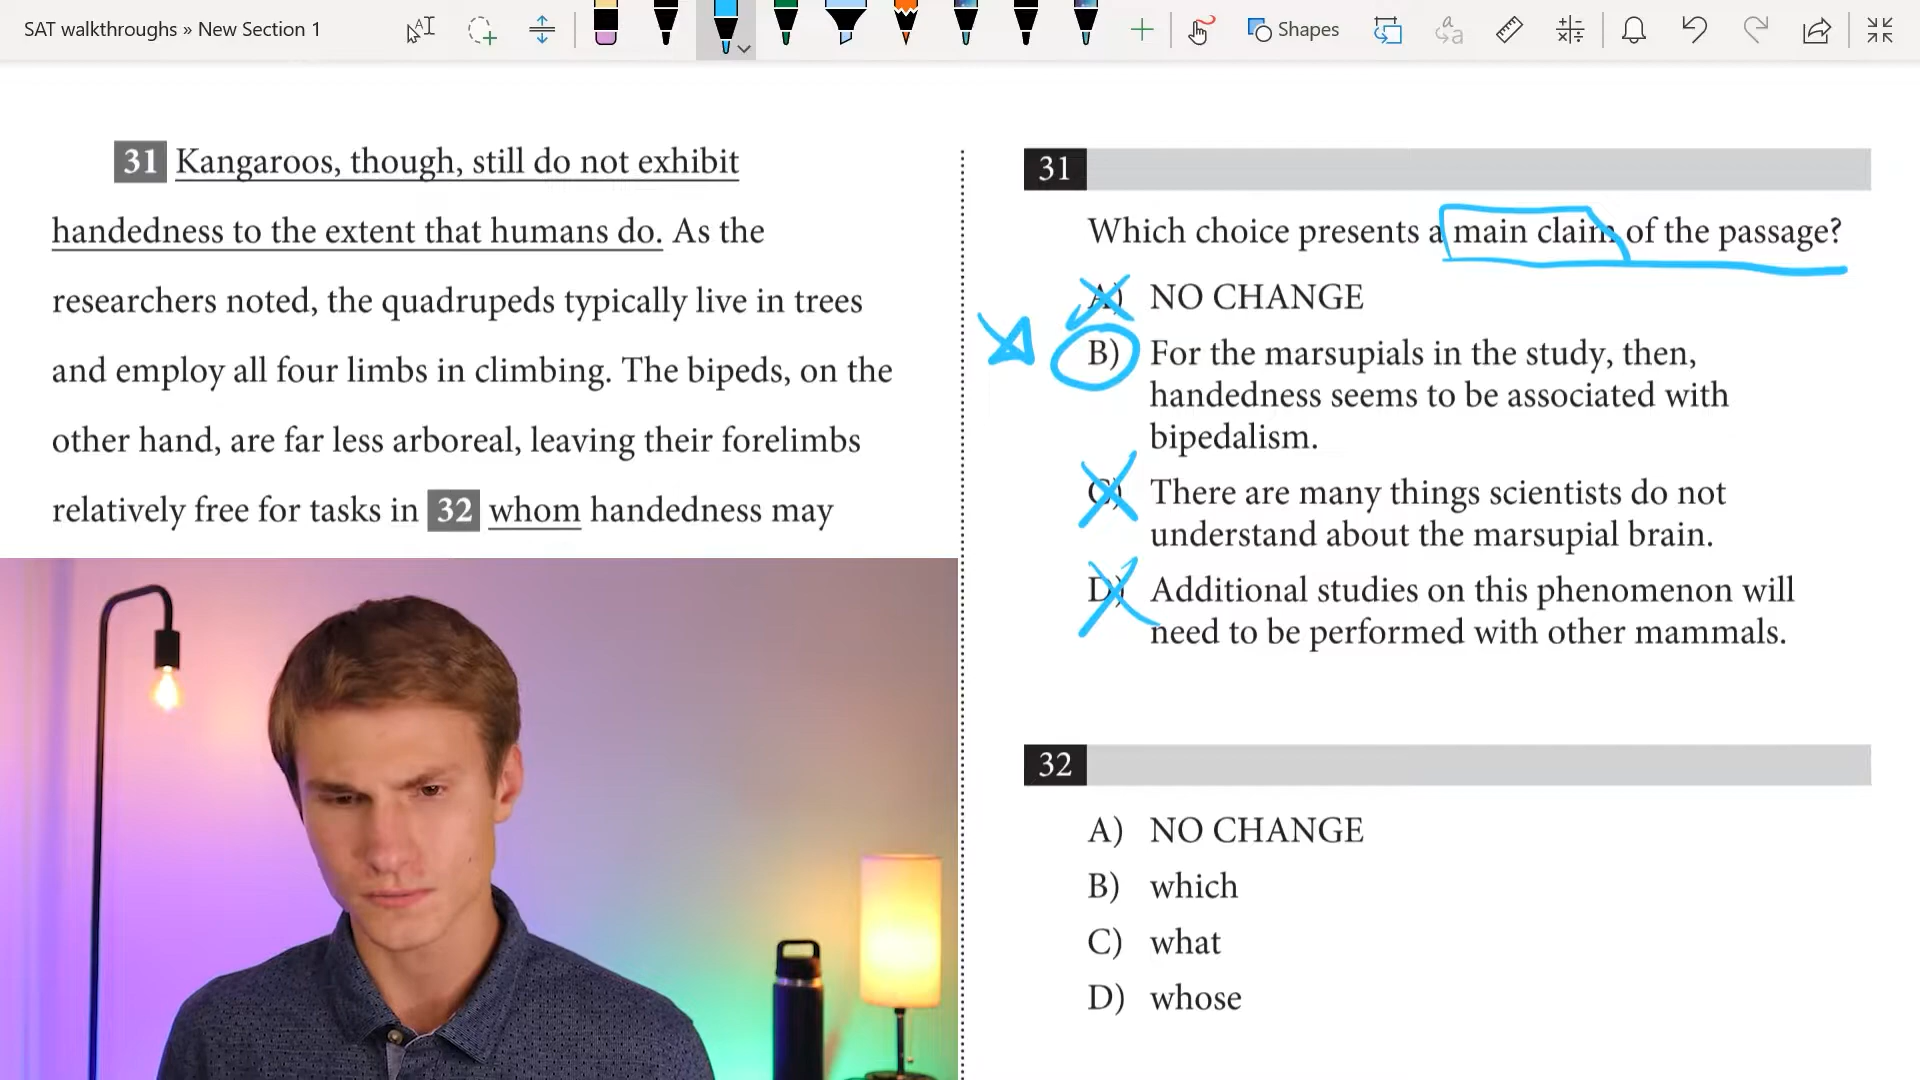 SAT walkthroughs » New Section 1
Shapes
31 Kangaroos, though, still do not exhibit
handedness to the extent that humans do. As the
researchers noted, the quadrupeds typically live in trees
and employ all four limbs in climbing. The bipeds, on the
other hand, are far less arboreal, leaving their forelimbs
relatively free for tasks in 32 whom handedness may
31
Which choice presents a main claim of the passage?
A) NO CHANGE
B) For the marsupials in the study, then,
handedness seems to be associated with
bipedalism.
C) There are many things scientists do not
understand about the marsupial brain.
D) Additional studies on this phenomenon will
need to be performed with other mammals.
32
A) NO CHANGE
B) which
C) what
D) whose